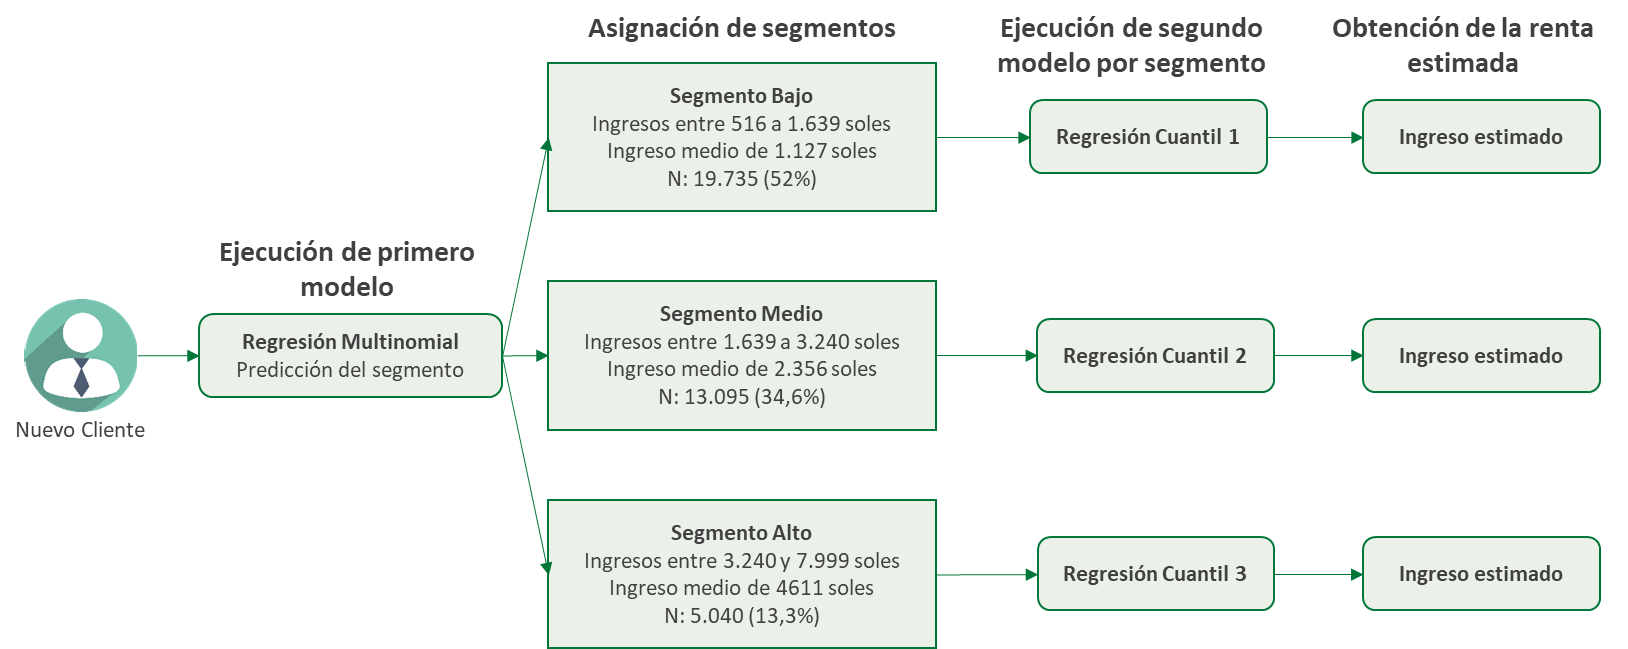 Nuevo Cliente
Ejecución de primero
modelo
Regresión Multinomial
Predicción del segmento
Asignación de segmentos
Segmento Bajo
Ingresos entre 516 a 1.639 soles
Ingreso medio de 1.127 soles
N: 19.735 (52%)
Segmento Medio
Ingresos entre 1.639 a 3.240 soles
Ingreso medio de 2.356 soles
N: 13.095 (34,6%)
Segmento Alto
Ingresos entre 3.240 y 7.999 soles
Ingreso medio de 4611 soles
N: 5.040 (13,3%)
Ejecución de segundo
modelo por segmento
Regresión Cuantil 1
Regresión Cuantil 2
Regresión Cuantil 3
Obtención de la renta
estimada
Ingreso estimado
Ingreso estimado
Ingreso estimado